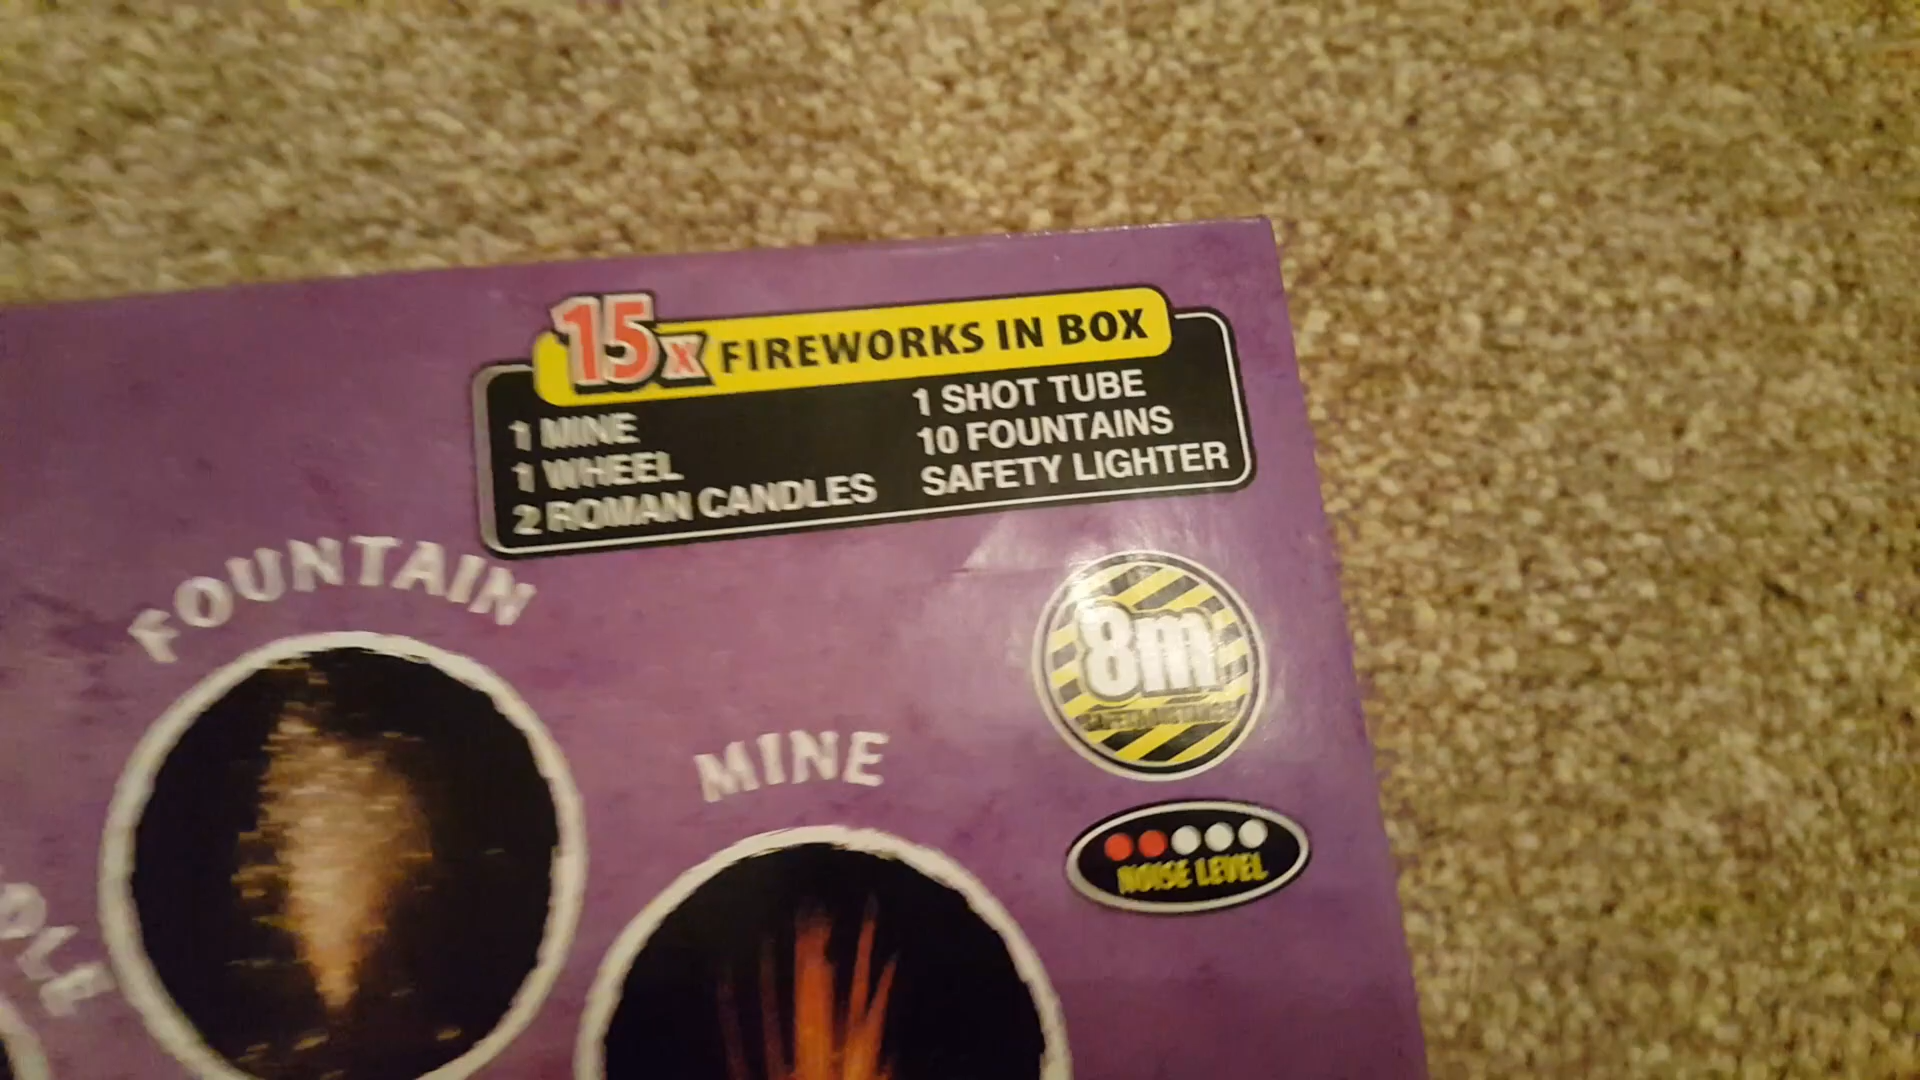 15x FIREWORKS IN BOX
1 MINE
1 WHEEL
2 ROMAN CANDLES
1 SHOT TUBE
10 FOUNTAINS
SAFETY LIGHTER
FOUNTAIN
8m
MINE
NOISE LEVEL